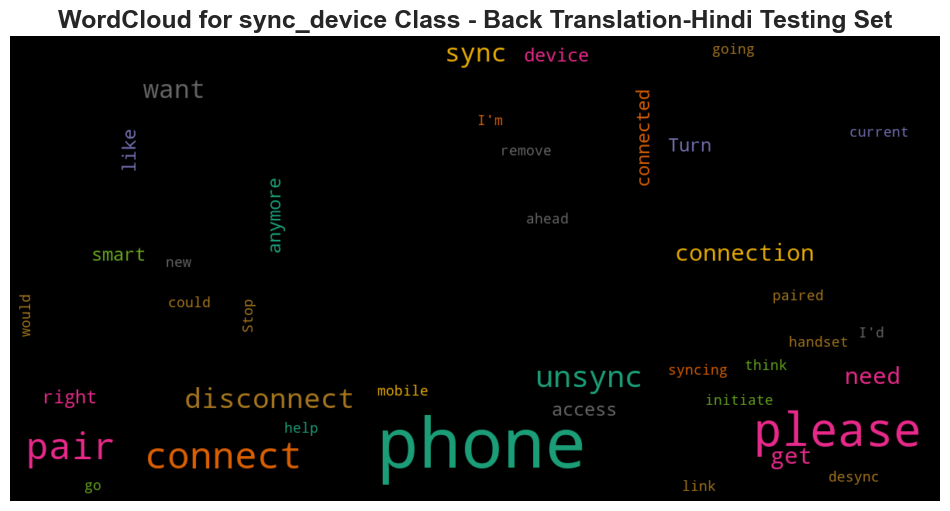 WordCloud for sync_device Class - Back Translation-Hindi Testing Set
sync
device
going
want
connected
I'm
like
remove
Turn
current
anymore
ahead
smart
new
connection
would
could
Stop
paired
handset
I'd
unsync
syncing
think
need
right
disconnect
mobile
access
initiate
help
pair
connect
phone
please
get
go
link
desync